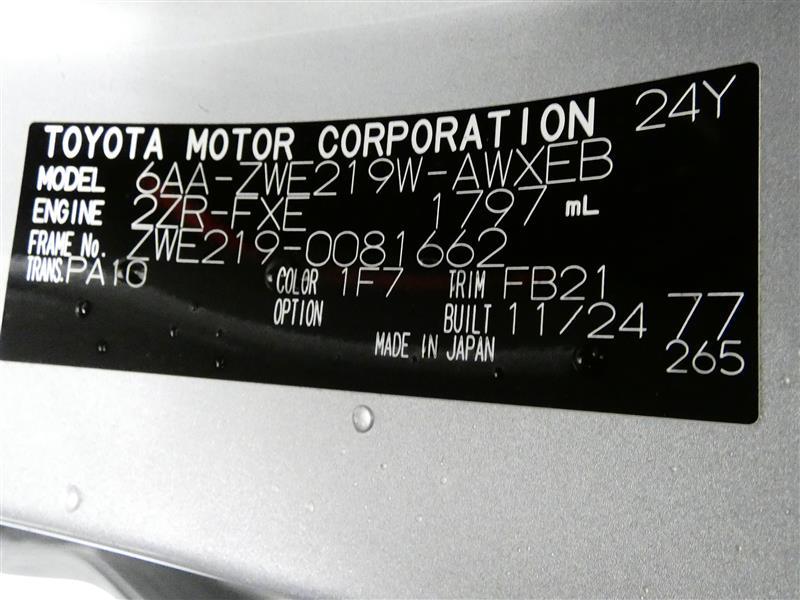 TOYOTA MOTOR CORPORATION 24Y
MODEL 6AA-ZWE219W-AWXEB
ENGINE 2ZR-FXE 1797 mL
FRAME No. ZWE219-0081662
TRANS. PA10 COLOR 1F7 TRIM FB21
OPTION BUILT 11/24 77
MADE IN JAPAN 265